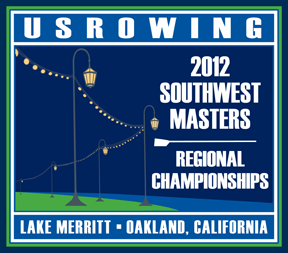 USROWING
2012
SOUTHWEST
MASTERS
REGIONAL
CHAMPIONSHIPS
LAKE MERRITT ▪ OAKLAND, CALIFORNIA